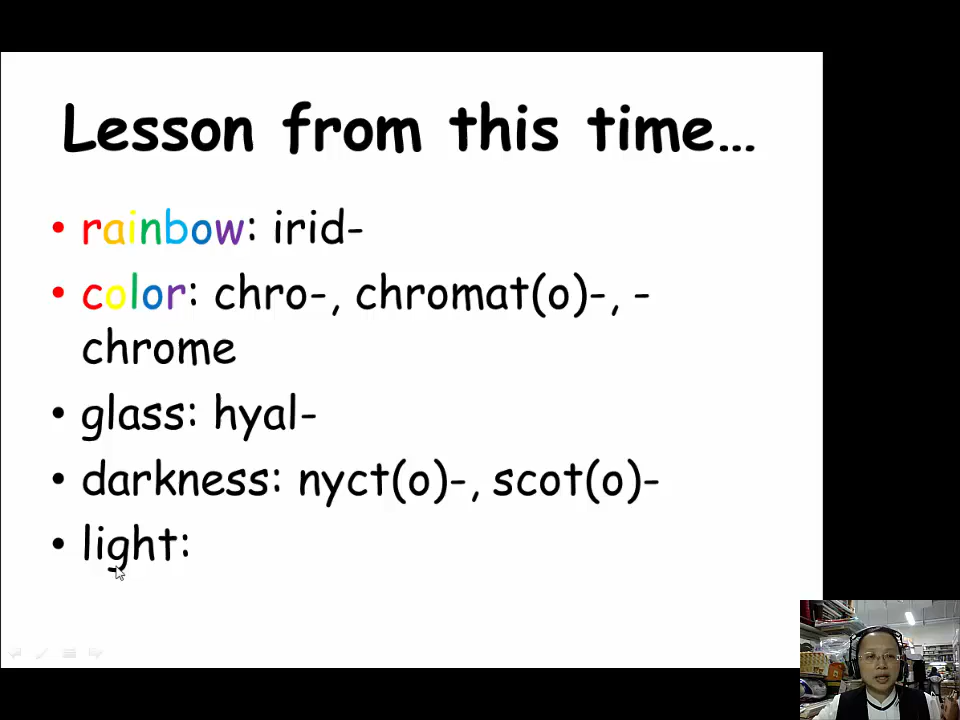 Lesson from this time…
• rainbow: irid-
• color: chro-, chromat(o)-, -
chrome
• glass: hyal-
• darkness: nyct(o)-, scot(o)-
• light: